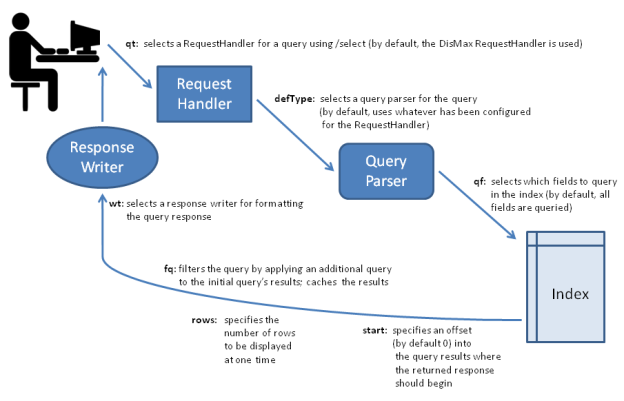 qt: selects a RequestHandler for a query using /select (by default, the DisMax RequestHandler is used)
Request
Handler
defType: selects a query parser for the query
(by default, uses whatever has been configured
for the RequestHandler)
Response
Writer
Query
Parser
qf: selects which fields to query
in the index (by default, all
fields are queried)
wt: selects a response writer for formatting
the query response
fq: filters the query by applying an additional query
to the initial query's results; caches the results
Index
rows: specifies the
number of rows
to be displayed
at one time
start: specifies an offset
(by default 0) into
the query results where
the returned response
should begin